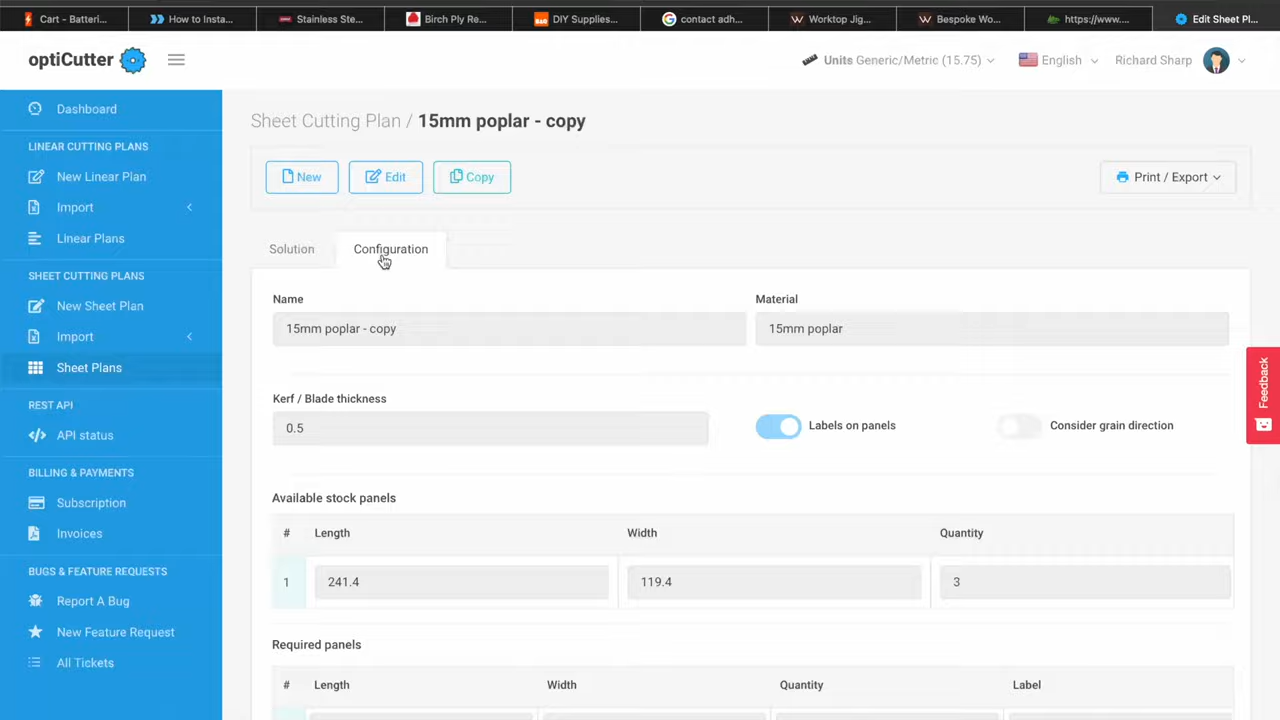 Cart - Batteri...
How to Insta...
Stainless Ste...
Birch Ply Re...
DIY Supplies...
contact adh...
Worktop Jig...
Bespoke Wo...
https://www....
Edit Sheet Pl...
optiCutter
Units Generic/Metric (15.75)
English
Richard Sharp
Dashboard
LINEAR CUTTING PLANS
New Linear Plan
Import
Linear Plans
SHEET CUTTING PLANS
New Sheet Plan
Import
Sheet Plans
REST API
API status
BILLING & PAYMENTS
Subscription
Invoices
BUGS & FEATURE REQUESTS
Report A Bug
New Feature Request
All Tickets
Sheet Cutting Plan / 15mm poplar - copy
New
Edit
Copy
Print / Export
Solution
Configuration
Name
Material
15mm poplar - copy
15mm poplar
Kerf / Blade thickness
0.5
Labels on panels
Consider grain direction
Available stock panels
# Length Width Quantity
1 241.4 119.4 3
Required panels
# Length Width Quantity Label
Feedback